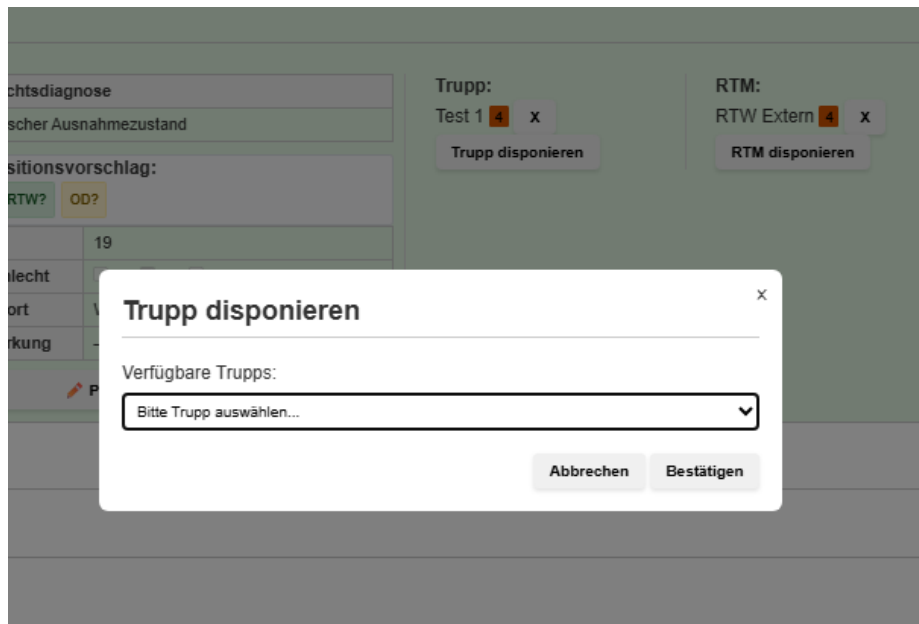 chtsdiagnose
scher Ausnahmezustand
sitionsvorschlag:
RTW? OD?
19
lecht
ort
rkung
P
Trupp:
Test 1 4 X
Trupp disponieren
RTM:
RTW Extern 4 X
RTM disponieren
Trupp disponieren
x
Verfügbare Trupps:
Bitte Trupp auswählen...
Abbrechen Bestätigen